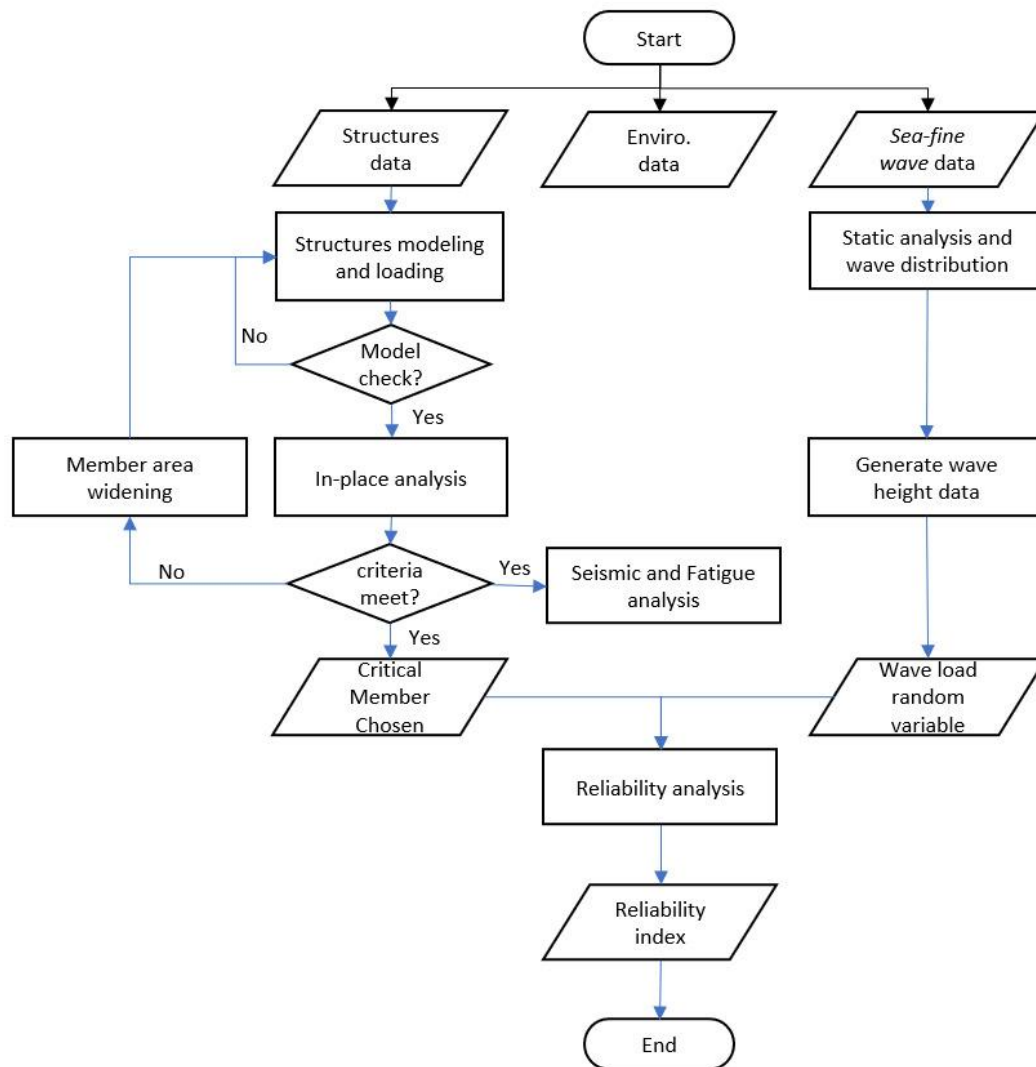 Start
Structures
data
Enviro.
data
Sea-fine
wave data
Structures modeling
and loading
Static analysis and
wave distribution
No
Model
check?
Yes
Member area
widening
In-place analysis
Generate wave
height data
No
criteria
meet?
Yes
Seismic and Fatigue
analysis
Yes
Critical
Member
Chosen
Wave load
random
variable
Reliability analysis
Reliability
index
End